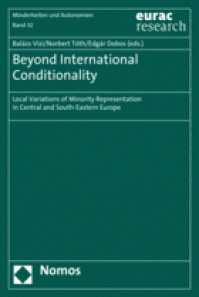 Minderheiten und Autonomien
Band 32
eurac
research
Balázs Vizi/Norbert Tóth/Edgár Dobos (eds.)
Beyond International
Conditionality
Local Variations of Minority Representation
in Central and South-Eastern Europe
Nomos